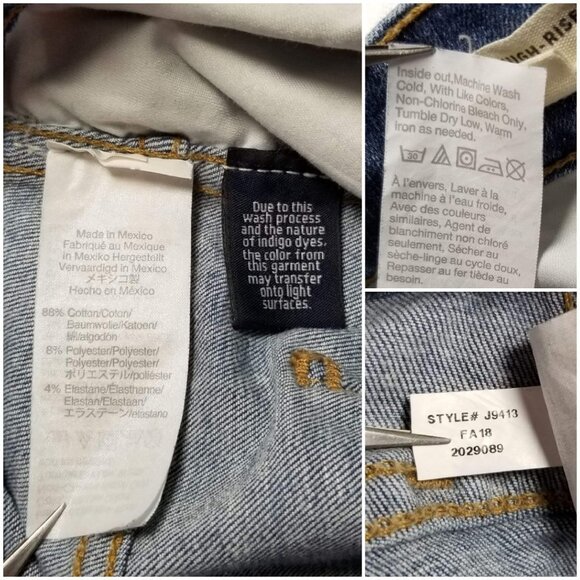 Made in Mexico
Fabriqué au Mexique
in Mexiko Hergestellt
Vervaardigd in Mexico
メキシコ製
Hecho en México
88% Cotton/Coton/
Baumwolle/Katoen/
綿/algodón
8% Polyester/Polyester/
Polyester/Polyester/
ポリエステル/poliéster
4% Elastane/Élasthanne/
Elastan/Elastaan/
エラステーン/elastano
Due to this
wash process
and the nature
of indigo dyes,
the color from
this garment
may transfer
onto light
surfaces.
HIGH-RISE
Inside out, Machine Wash
Cold, With Like Colors,
Non-Chlorine Bleach Only,
Tumble Dry Low, Warm
iron as needed.
30
À l'envers, Laver à la
machine à l'eau froide,
Avec des couleurs
similaires, Agent de
blanchiment non chloré
seulement, Sécher au
sèche-linge au cycle doux,
Repasser au fer tiède au
besoin.
STYLE# J9413
FA18
2029089